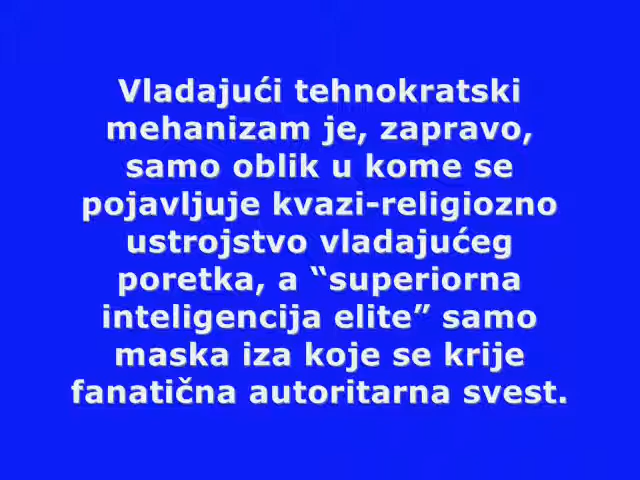 Vladajući tehnokratski
mehanizam je, zapravo,
samo oblik u kome se
pojavljuje kvazi-religiozno
ustrojstvo vladajućeg
poretka, a “superiorna
inteligencija elite” samo
maska iza koje se krije
fanatična autoritarna svest.